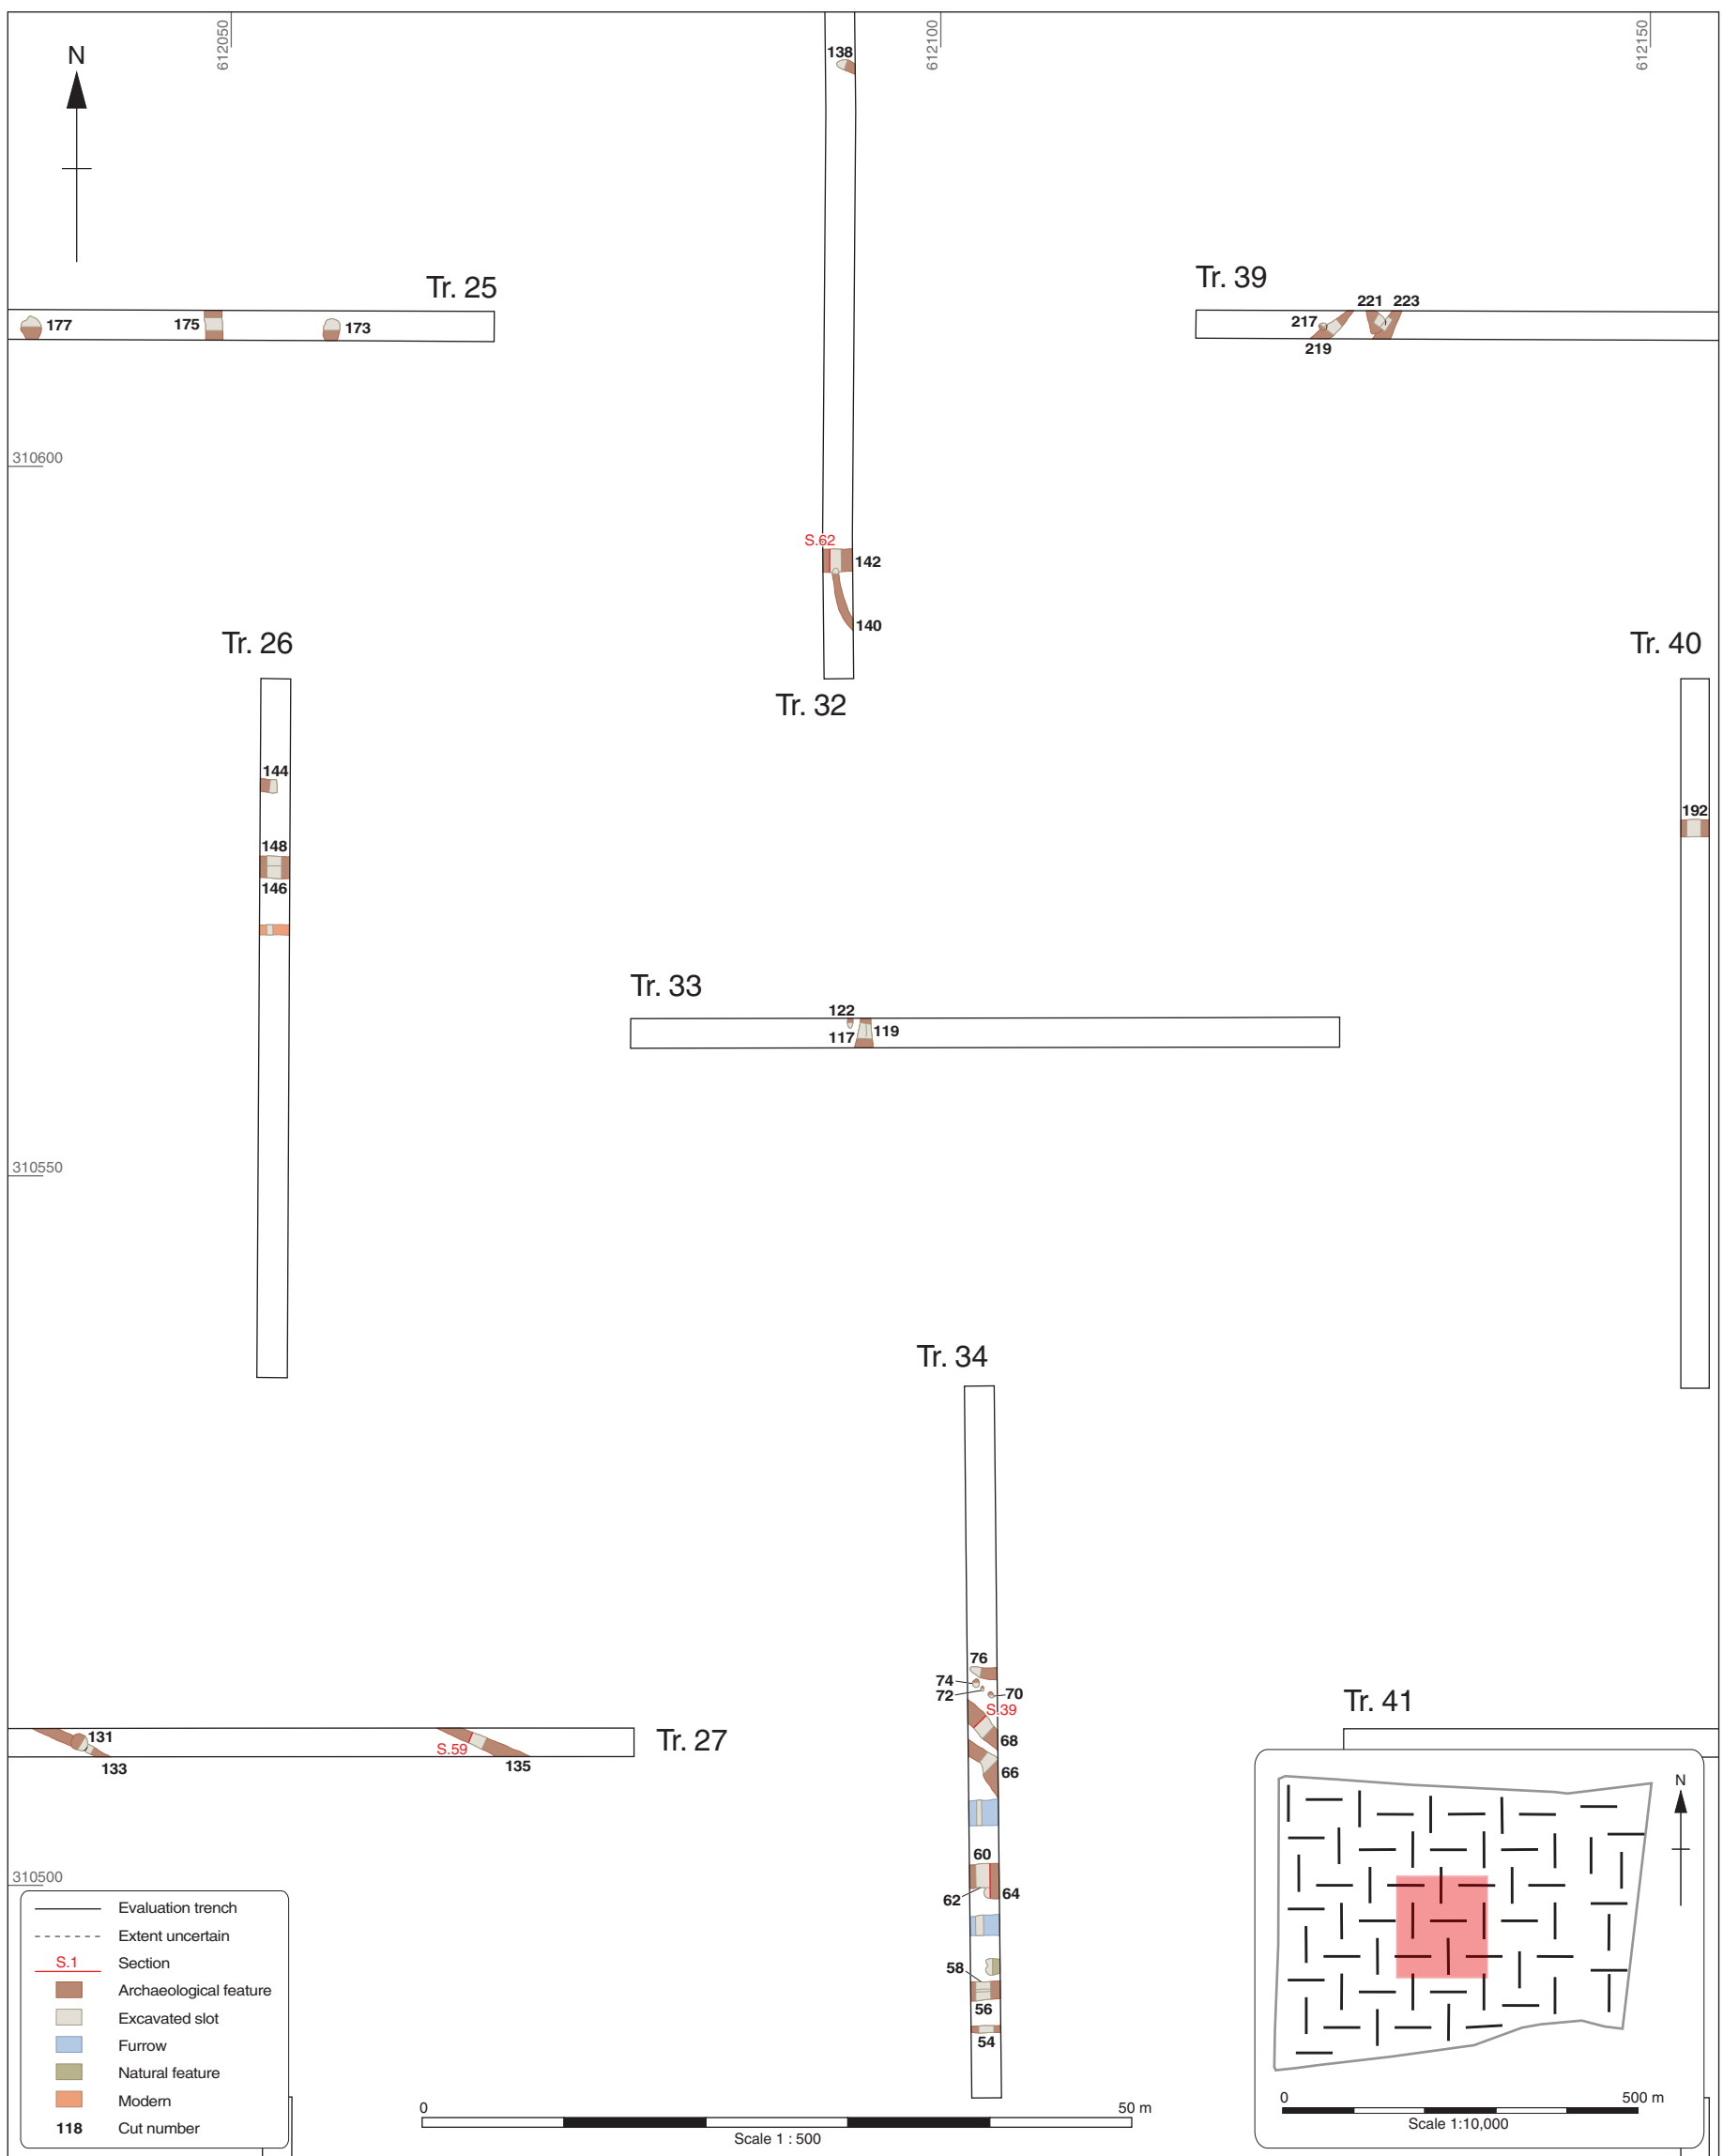 612050
612100
612150
N
138
Tr. 25
Tr. 39
177
175
173
221
223
217
219
310600
S.62
142
140
Tr. 26
Tr. 32
Tr. 40
144
148
146
192
Tr. 33
122
117
119
310550
Tr. 34
76
74
72
70
S.39
68
66
Tr. 27
131
133
S.59
135
Tr. 41
60
62
64
58
56
54
310500
Evaluation trench
Extent uncertain
S.1 Section
Archaeological feature
Excavated slot
Furrow
Natural feature
Modern
118 Cut number
0 50 m
Scale 1 : 500
N
0 500 m
Scale 1:10,000